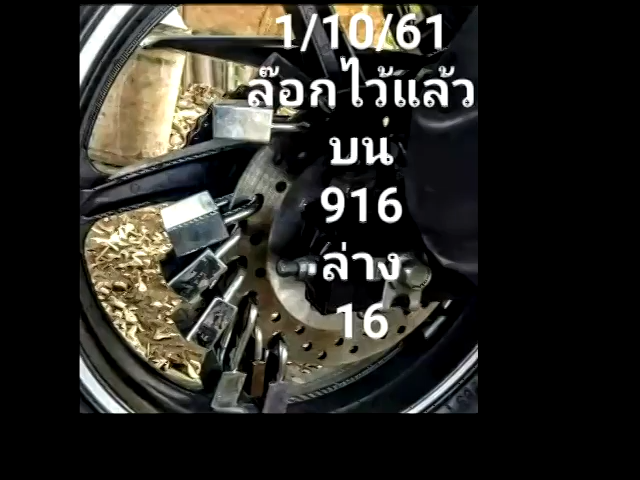 1/10/61
ล๊อกไว้แล้ว
บน
916
ล่าง
16